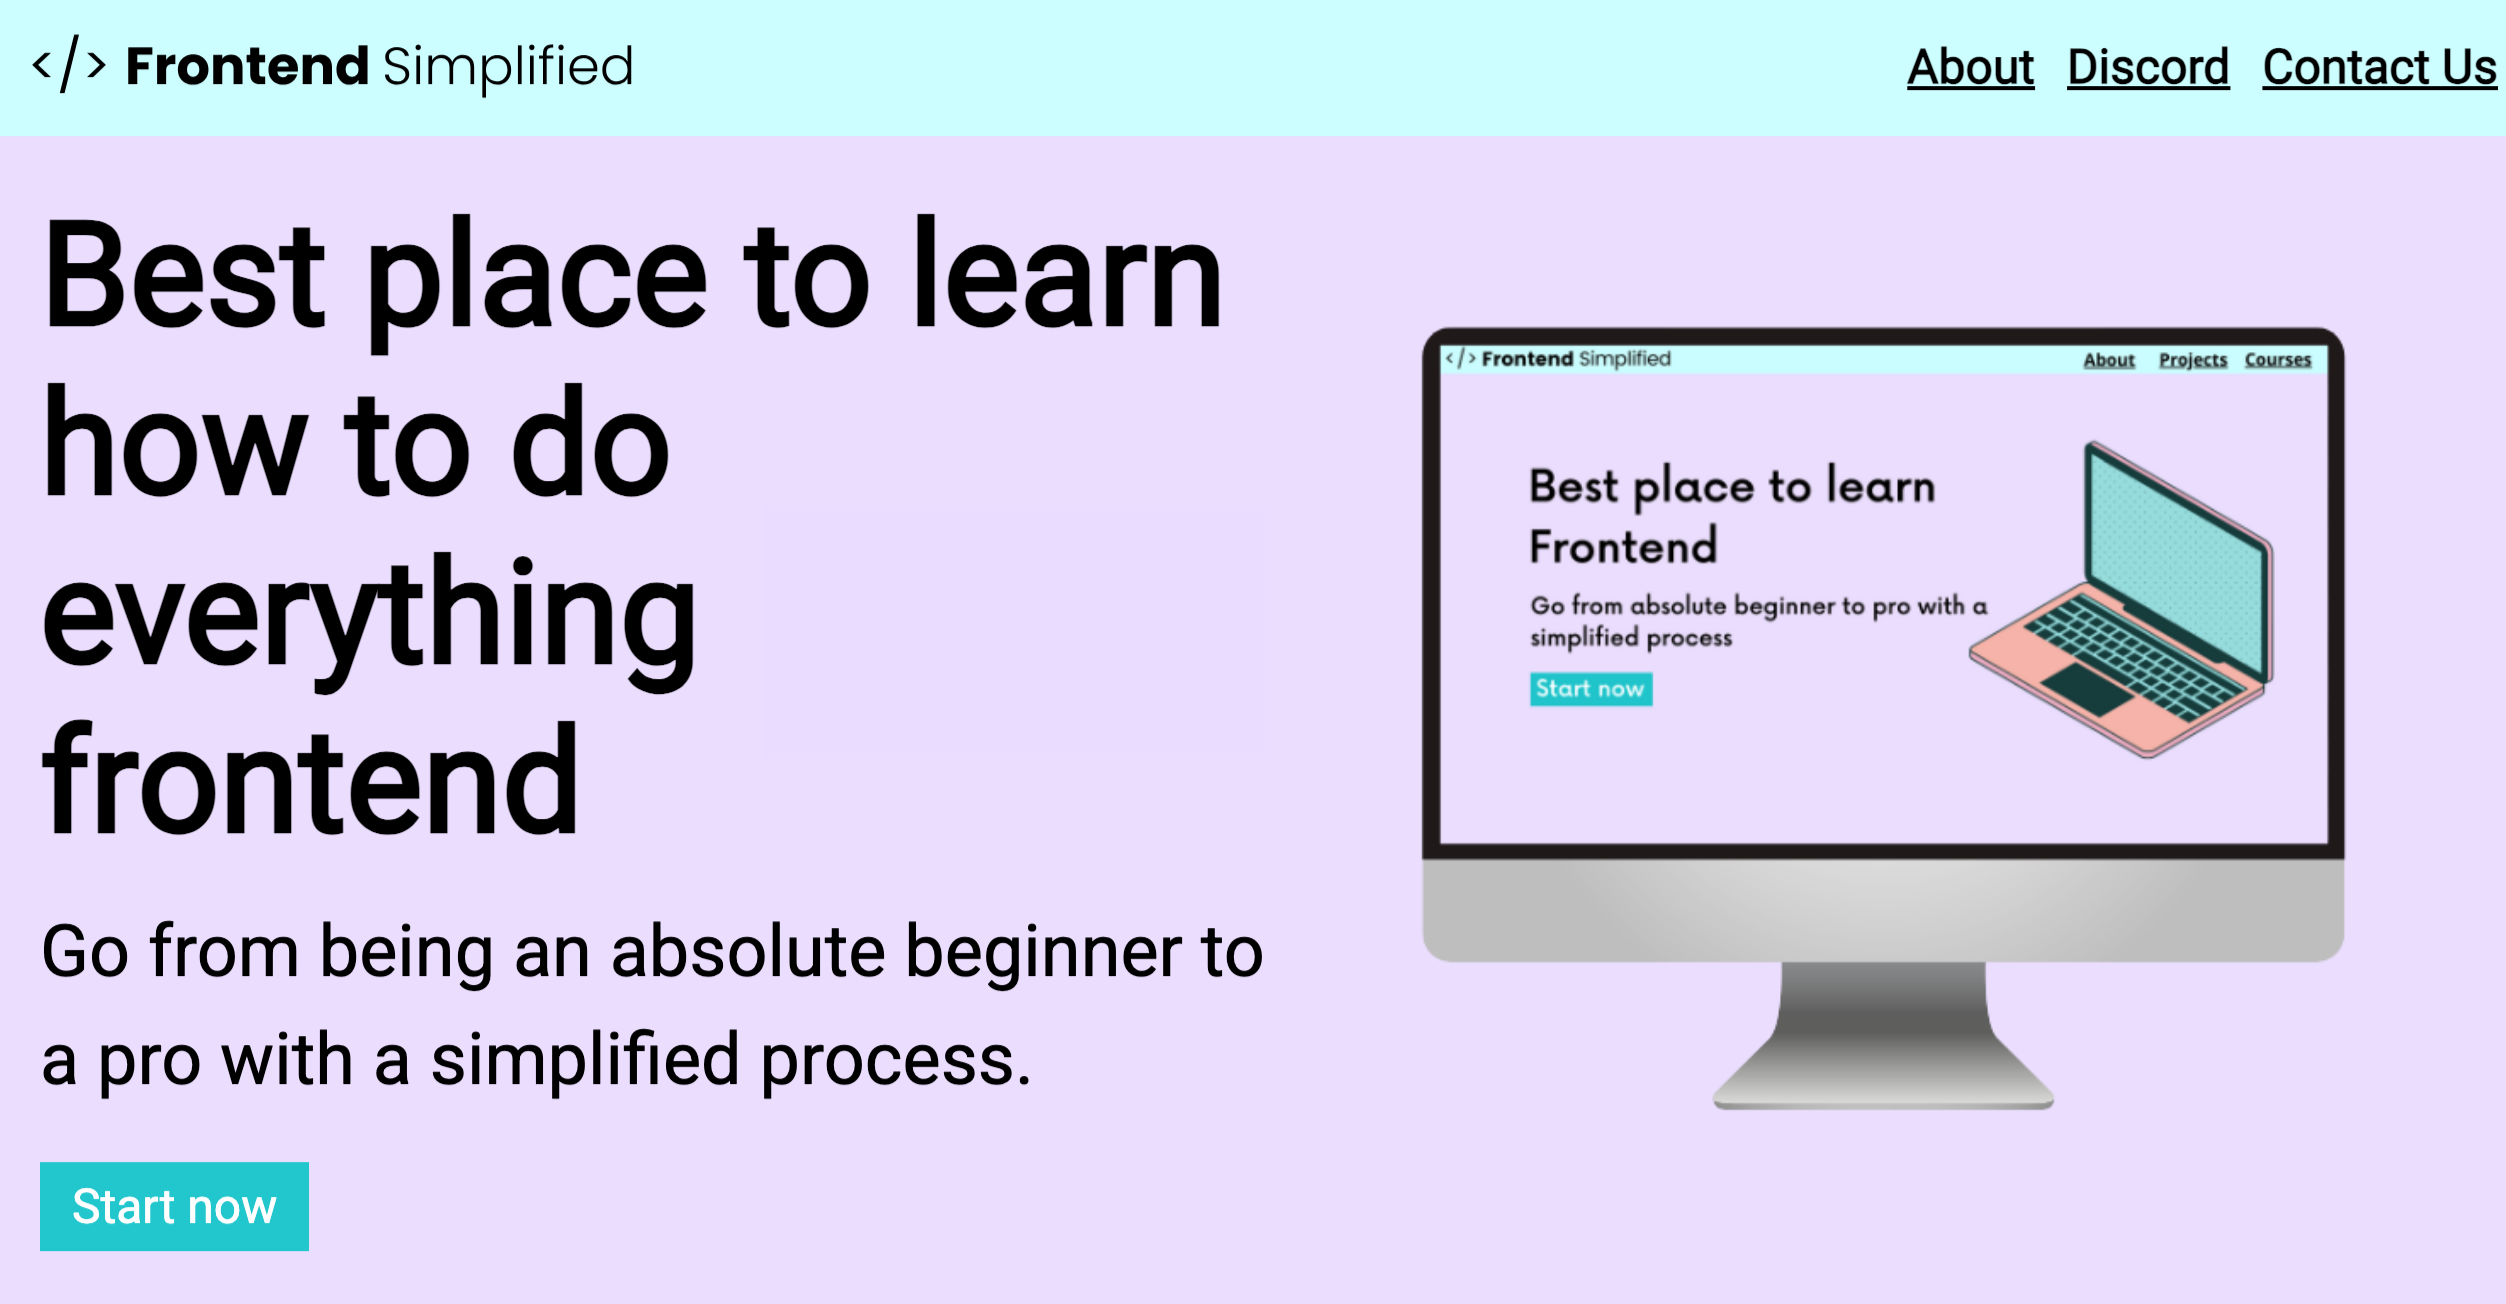 </> Frontend Simplified
About Discord Contact Us
Best place to learn
how to do
everything
frontend
Go from being an absolute beginner to
a pro with a simplified process.
Start now
</> Frontend Simplified
About Projects Courses
Best place to learn
Frontend
Go from absolute beginner to pro with a
simplified process
Start now